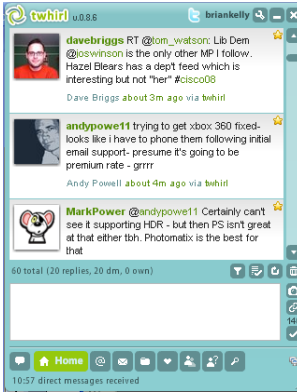 twhirl v.0.8.6 briankelly
davebriggs RT @tom_watson: Lib Dem
@joswinson is the only other MP I follow.
Hazel Blears has a dep't feed which is
interesting but not "her" #cisco08
Dave Briggs about 3m ago via twhirl
andypowe11 trying to get xbox 360 fixed-
looks like i have to phone them following initial
email support- presume it's going to be
premium rate - grrrr
Andy Powell about 4m ago via twhirl
MarkPower @andypowe11 Certainly can't
see it supporting HDR - but then PS isn't great
at that either tbh. Photomatix is the best for
that
60 total (20 replies, 20 dm, 0 own)
Home
10:57 direct messages received